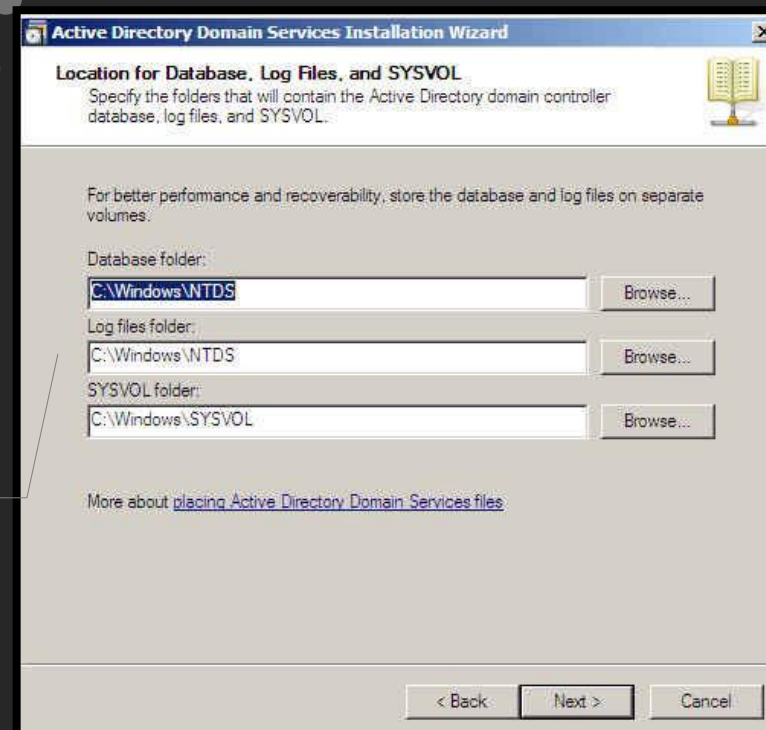 Active Directory Domain Services Installation Wizard
Location for Database, Log Files, and SYSVOL
Specify the folders that will contain the Active Directory domain controller
database, log files, and SYSVOL.
For better performance and recoverability, store the database and log files on separate
volumes.
Database folder:
C:\Windows\NTDS
Browse...
Log files folder:
C:\Windows\NTDS
Browse...
SYSVOL folder:
C:\Windows\SYSVOL
Browse...
More about placing Active Directory Domain Services files
< Back
Next >
Cancel